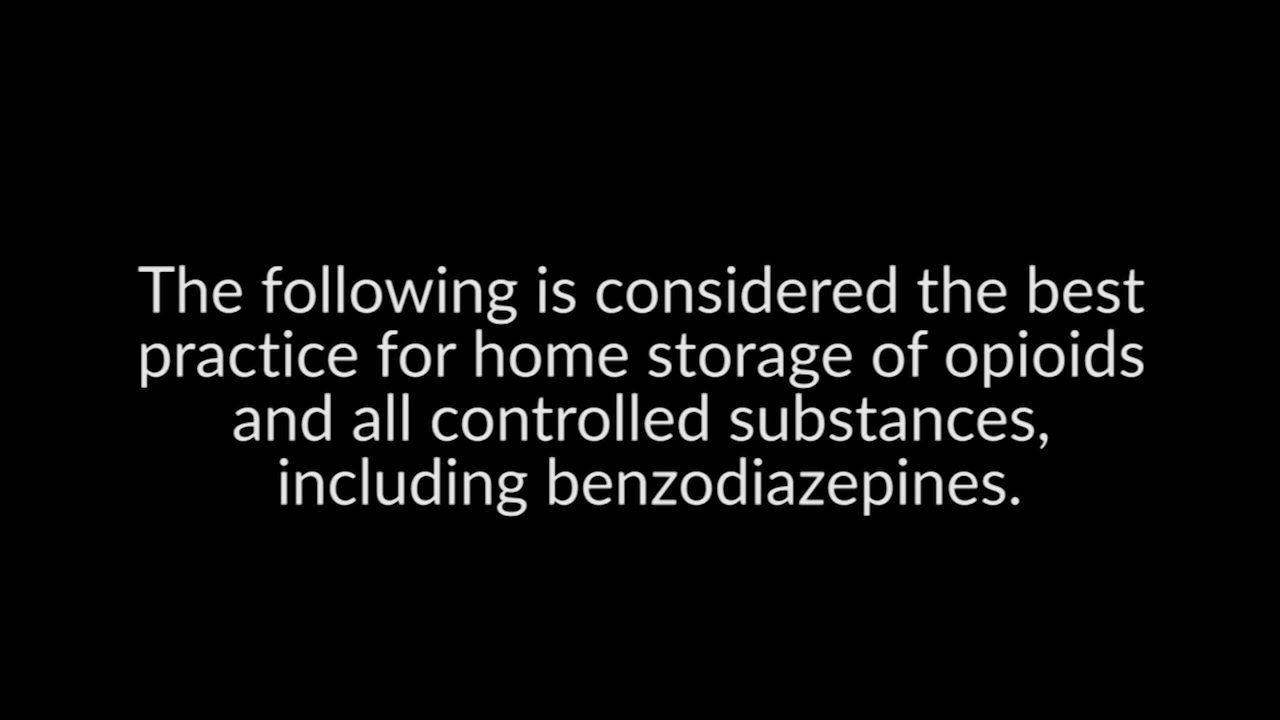 The following is considered the best
practice for home storage of opioids
and all controlled substances,
including benzodiazepines.